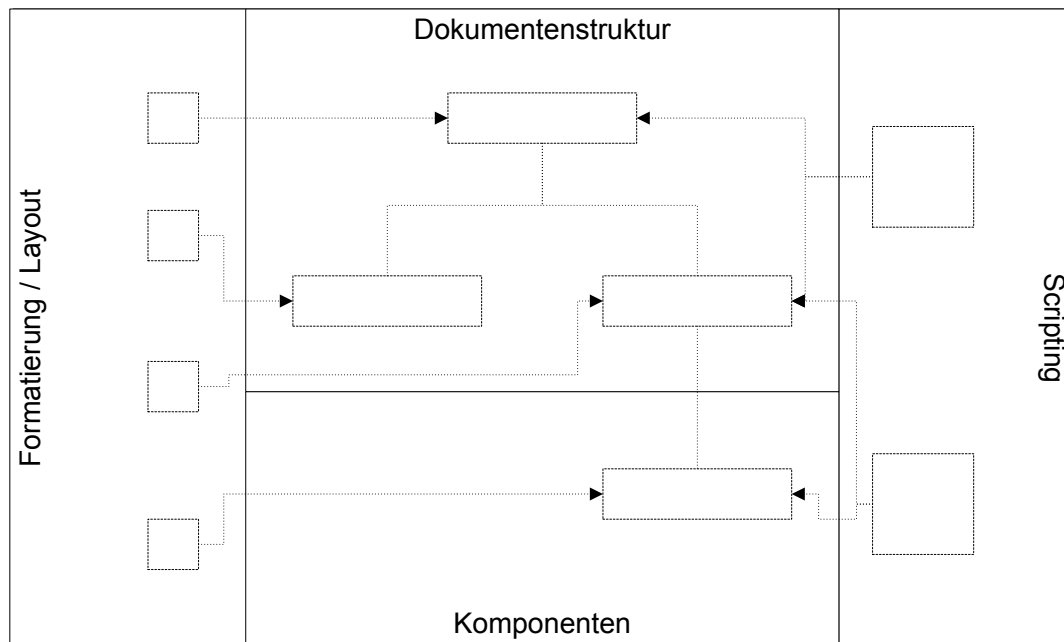 Dokumentenstruktur
Formatierung / Layout
Scripting
Komponenten